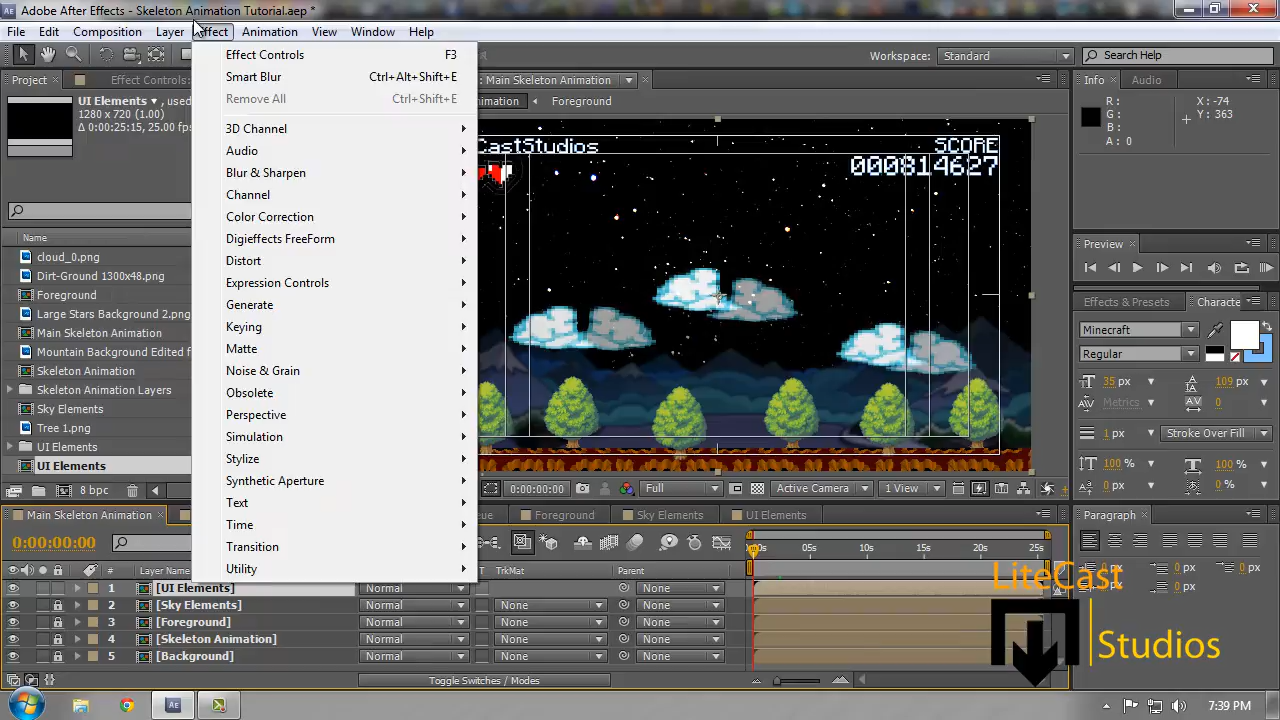 Adobe After Effects - Skeleton Animation Tutorial.aep *
File Edit Composition Layer Effect Animation View Window Help
Workspace: Standard Search Help
Project Effect Controls: Main Skeleton Animation Info Audio
UI Elements ▾, used
1280 x 720 (1.00)
Δ 0:00:25:15, 25.00 fps
Effect Controls F3
Smart Blur Ctrl+Alt+Shift+E
Remove All Ctrl+Shift+E
3D Channel
Audio
Blur & Sharpen
Channel
Color Correction
Digieffects FreeForm
Distort
Expression Controls
Generate
Keying
Matte
Noise & Grain
Obsolete
Perspective
Simulation
Stylize
Synthetic Aperture
Text
Time
Transition
Utility
Foreground
CastStudios
SCORE
000814627
R: X: -74
G: Y: 363
B:
A: 0
Name
cloud_0.png
Dirt-Ground 1300x48.png
Foreground
Large Stars Background 2.png
Main Skeleton Animation
Mountain Background Edited f
Skeleton Animation
Skeleton Animation Layers
Sky Elements
Tree 1.png
UI Elements
UI Elements
8 bpc
0:00:00:00 Full Active Camera 1 View
Preview
Effects & Presets Characte
Minecraft
Regular
35 px 109 px
Metrics 0
1 px Stroke Over Fill
100 % 100 %
0 px 0 %
Paragraph
0 px 0 px 0 px
0 px 0 px
Main Skeleton Animation Foreground Sky Elements UI Elements
0:00:00:00
Layer Name T TrkMat Parent
05s 10s 15s 20s 25s
1 [UI Elements] Normal None
2 [Sky Elements] Normal None None
3 [Foreground] Normal None None
4 [Skeleton Animation] Normal None None
5 [Background] Normal None None
Toggle Switches / Modes
LiteCast
Studios
7:39 PM